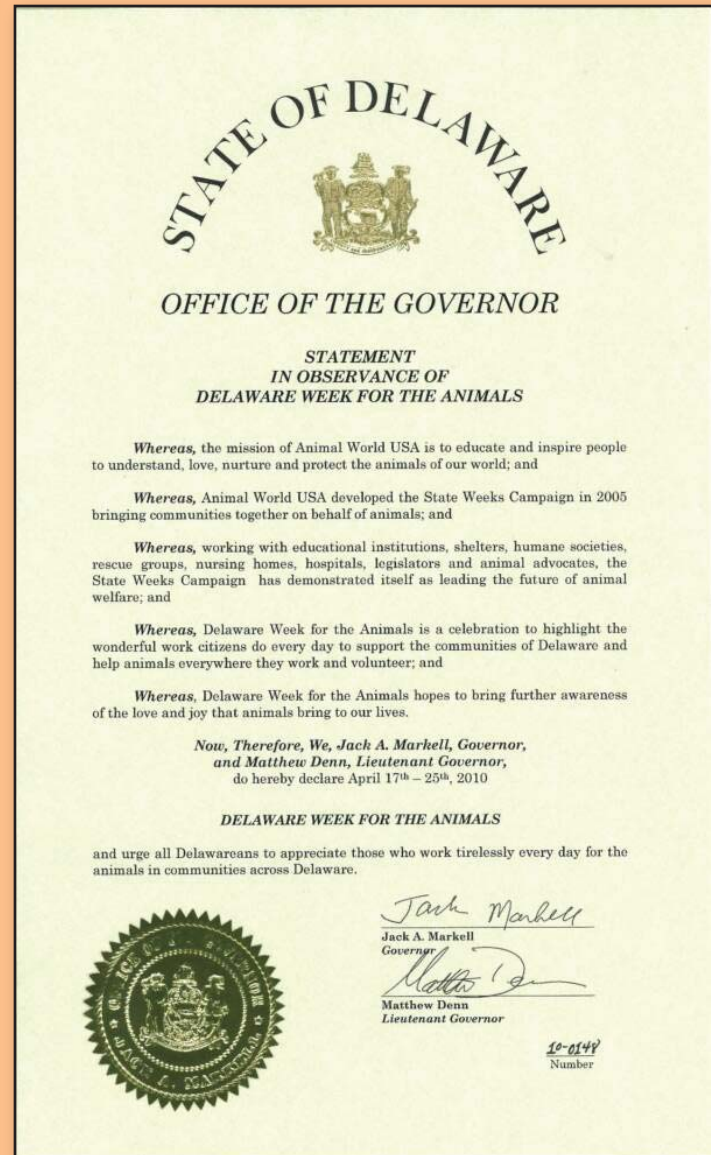 STATE OF DELAWARE
OFFICE OF THE GOVERNOR
STATEMENT
IN OBSERVANCE OF
DELAWARE WEEK FOR THE ANIMALS
Whereas, the mission of Animal World USA is to educate and inspire people
to understand, love, nurture and protect the animals of our world; and
Whereas, Animal World USA developed the State Weeks Campaign in 2005
bringing communities together on behalf of animals; and
Whereas, working with educational institutions, shelters, humane societies,
rescue groups, nursing homes, hospitals, legislators and animal advocates, the
State Weeks Campaign has demonstrated itself as leading the future of animal
welfare; and
Whereas, Delaware Week for the Animals is a celebration to highlight the
wonderful work citizens do every day to support the communities of Delaware and
help animals everywhere they work and volunteer; and
Whereas, Delaware Week for the Animals hopes to bring further awareness
of the love and joy that animals bring to our lives.
Now, Therefore, We, Jack A. Markell, Governor,
and Matthew Denn, Lieutenant Governor,
do hereby declare April 17th – 25th, 2010
DELAWARE WEEK FOR THE ANIMALS
and urge all Delawareans to appreciate those who work tirelessly every day for the
animals in communities across Delaware.
Jack Markell
Jack A. Markell
Governor
Matthew Denn
Matthew Denn
Lieutenant Governor
10-0148
Number
JACK A. MARKELL